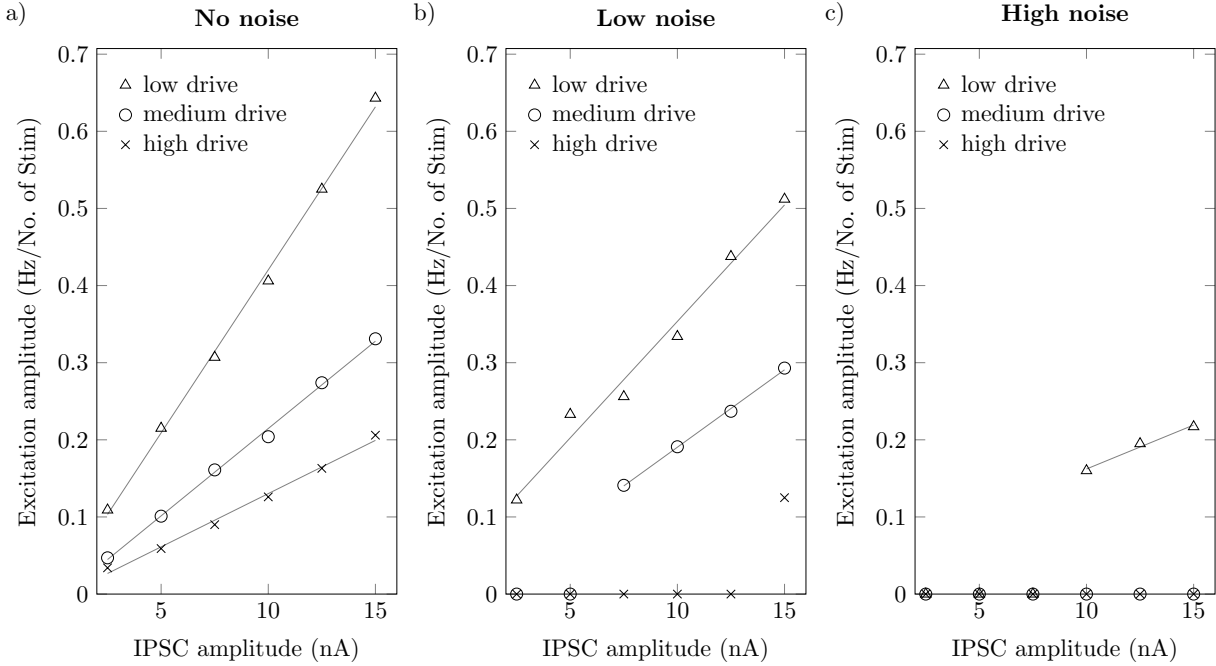 a)
No noise
low drive
medium drive
high drive
0.7
0.6
0.5
0.4
0.3
0.2
0.1
0
5
10
15
Excitation amplitude (Hz/No. of Stim)
IPSC amplitude (nA)
b)
Low noise
low drive
medium drive
high drive
0.7
0.6
0.5
0.4
0.3
0.2
0.1
0
5
10
15
Excitation amplitude (Hz/No. of Stim)
IPSC amplitude (nA)
c)
High noise
low drive
medium drive
high drive
0.7
0.6
0.5
0.4
0.3
0.2
0.1
0
5
10
15
Excitation amplitude (Hz/No. of Stim)
IPSC amplitude (nA)